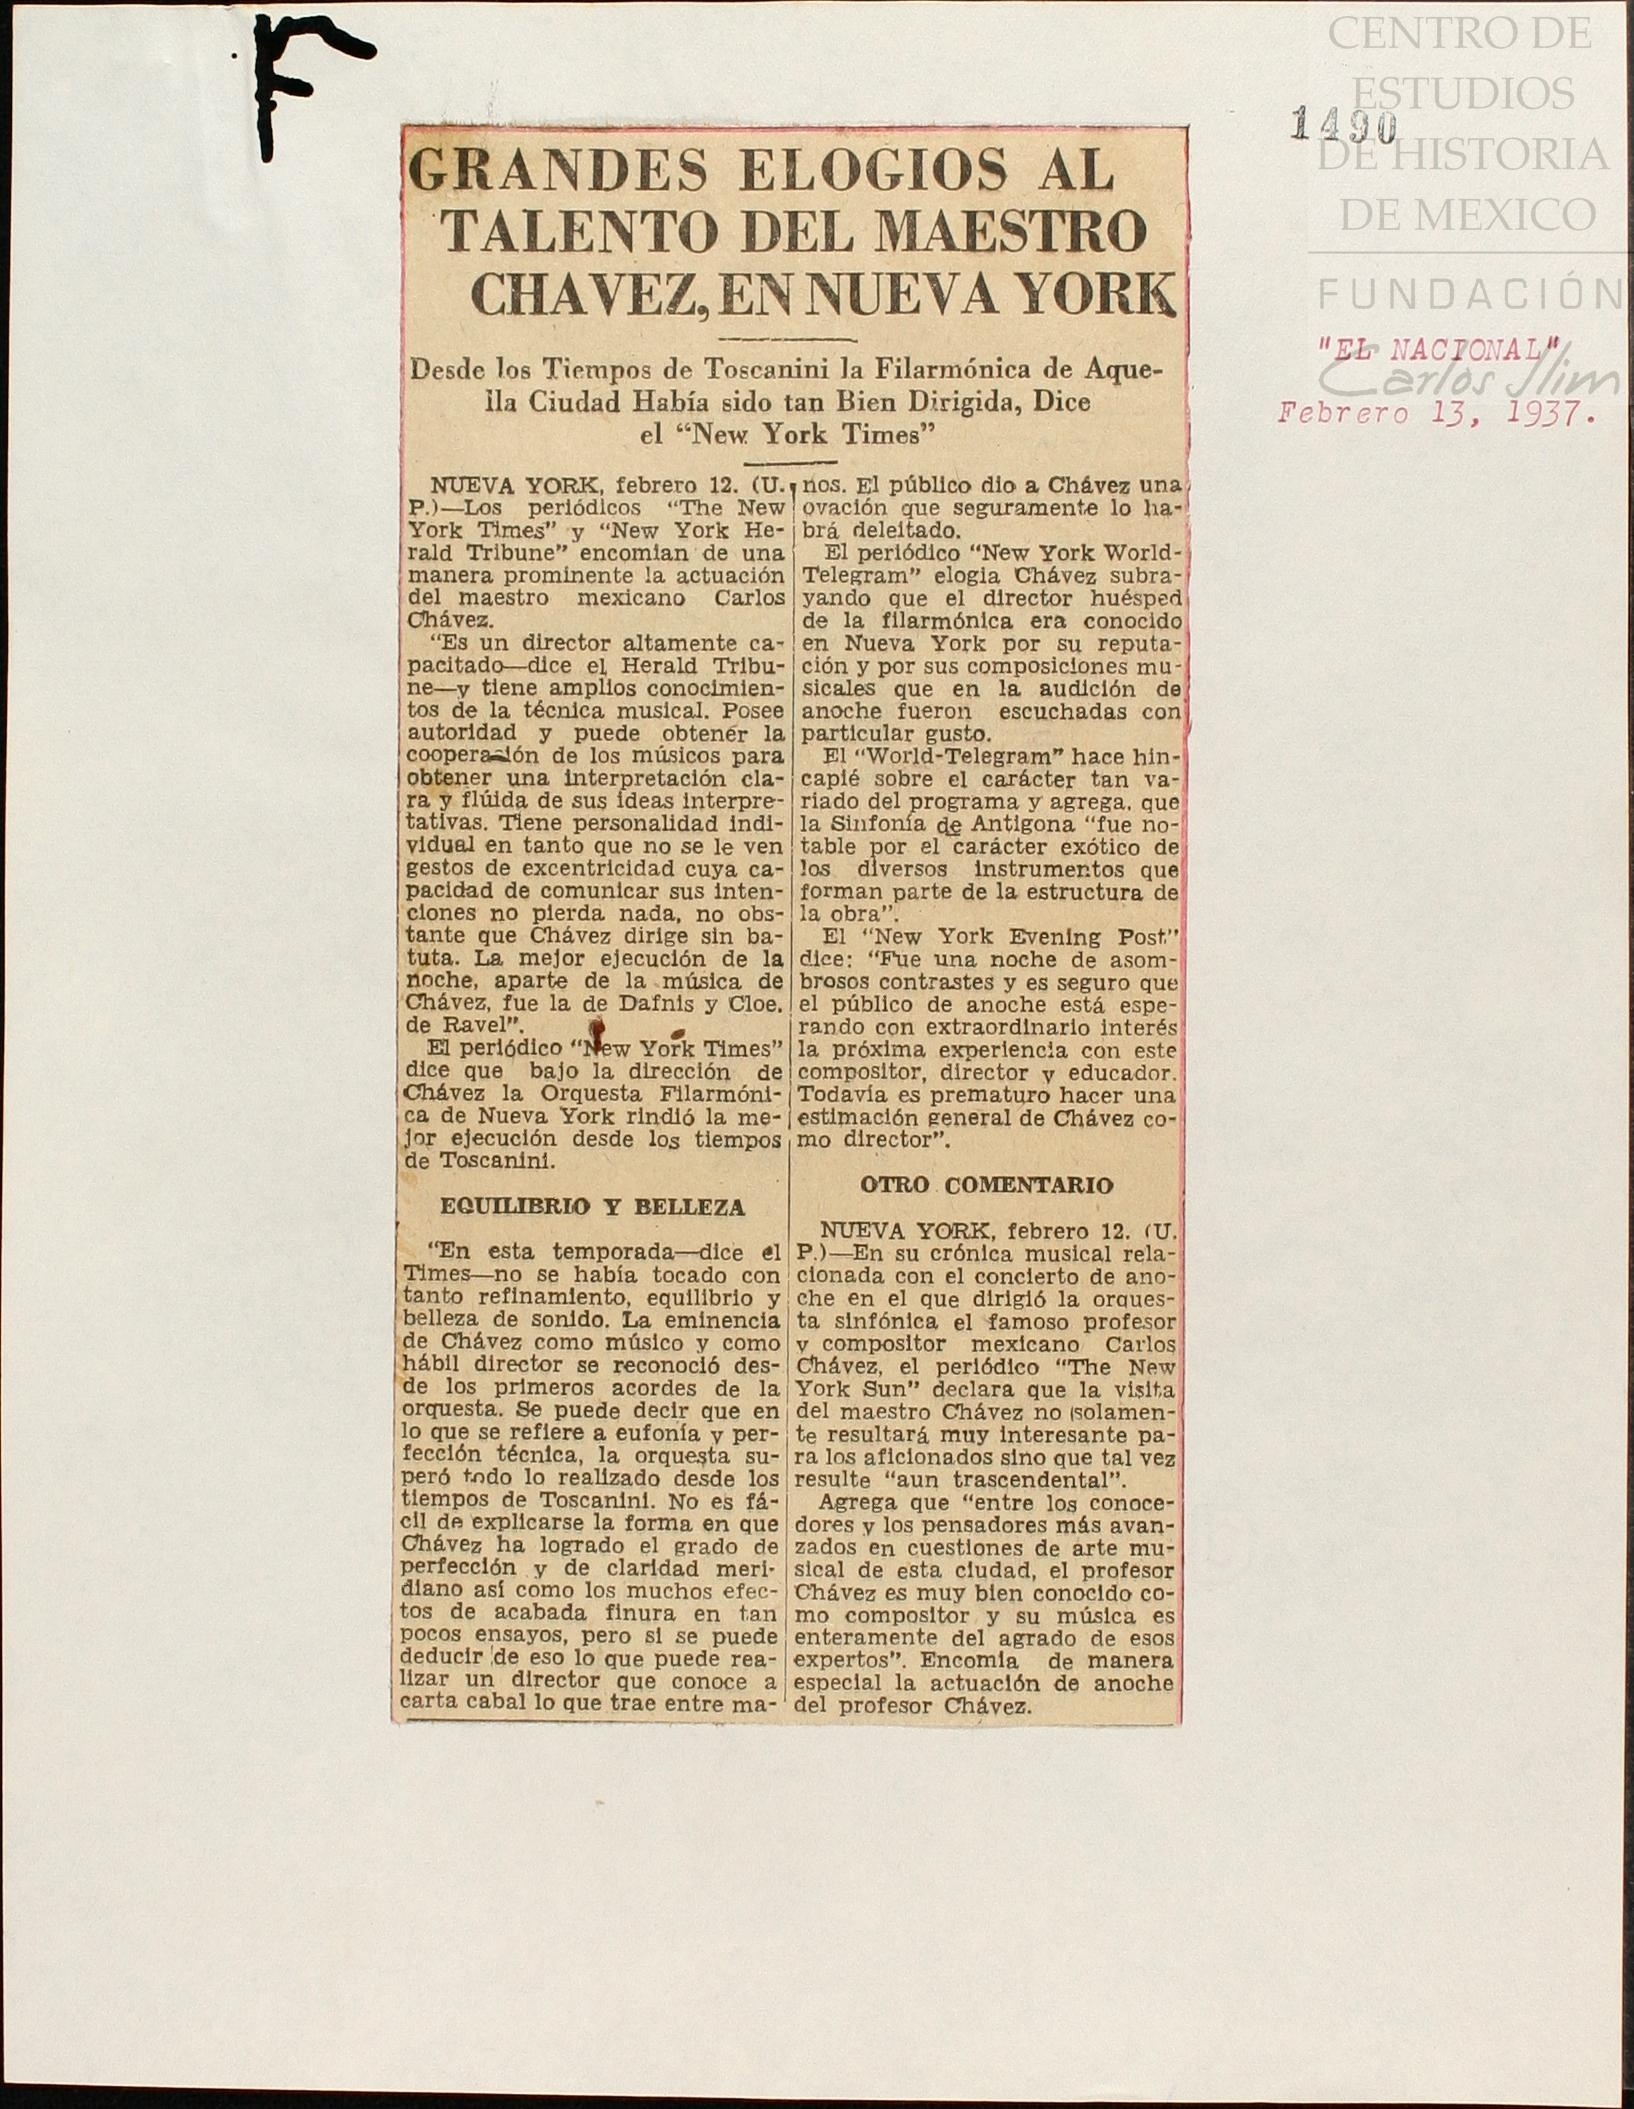 F
CENTRO DE
ESTUDIOS
DE HISTORIA
DE MEXICO
FUNDACIÓN
Carlos Slim
1490
"EL NACIONAL"
Febrero 13, 1937.
GRANDES ELOGIOS AL
TALENTO DEL MAESTRO
CHAVEZ, EN NUEVA YORK
Desde los Tiempos de Toscanini la Filarmónica de Aque-
lla Ciudad Había sido tan Bien Dirigida, Dice
el "New York Times"
NUEVA YORK, febrero 12. (U.
P.)—Los periódicos "The New
York Times" y "New York He-
rald Tribune" encomian de una
manera prominente la actuación
del maestro mexicano Carlos
Chávez.
"Es un director altamente ca-
pacitado—dice el Herald Tribu-
ne—y tiene amplios conocimien-
tos de la técnica musical. Posee
autoridad y puede obtener la
cooperación de los músicos para
obtener una interpretación cla-
ra y flúida de sus ideas interpre-
tativas. Tiene personalidad indi-
vidual en tanto que no se le ven
gestos de excentricidad cuya ca-
pacidad de comunicar sus inten-
ciones no pierda nada, no obs-
tante que Chávez dirige sin ba-
tuta. La mejor ejecución de la
noche, aparte de la música de
Chávez, fue la de Dafnis y Cloe,
de Ravel".
El periódico "New York Times"
dice que bajo la dirección de
Chávez la Orquesta Filarmóni-
ca de Nueva York rindió la me-
jor ejecución desde los tiempos
de Toscanini.
EQUILIBRIO Y BELLEZA
"En esta temporada—dice el
Times—no se había tocado con
tanto refinamiento, equilibrio y
belleza de sonido. La eminencia
de Chávez como músico y como
hábil director se reconoció des-
de los primeros acordes de la
orquesta. Se puede decir que en
lo que se refiere a eufonía y per-
fección técnica, la orquesta su-
peró todo lo realizado desde los
tiempos de Toscanini. No es fá-
cil de explicarse la forma en que
Chávez ha logrado el grado de
perfección y de claridad meri-
diano así como los muchos efec-
tos de acabada finura en tan
pocos ensayos, pero si se puede
deducir de eso lo que puede rea-
lizar un director que conoce a
carta cabal lo que trae entre ma-
nos. El público dio a Chávez una
ovación que seguramente lo ha-
brá deleitado.
El periódico "New York World-
Telegram" elogia Chávez subra-
yando que el director huésped
de la filarmónica era conocido
en Nueva York por su reputa-
ción y por sus composiciones mu-
sicales que en la audición de
anoche fueron escuchadas con
particular gusto.
El "World-Telegram" hace hin-
capié sobre el carácter tan va-
riado del programa y agrega, que
la Sinfonía de Antigona "fue no-
table por el carácter exótico de
los diversos instrumentos que
forman parte de la estructura de
la obra".
El "New York Evening Post"
dice: "Fue una noche de asom-
brosos contrastes y es seguro que
el público de anoche está espe-
rando con extraordinario interés
la próxima experiencia con este
compositor, director y educador.
Todavía es prematuro hacer una
estimación general de Chávez co-
mo director".
OTRO COMENTARIO
NUEVA YORK, febrero 12. (U.
P.)—En su crónica musical rela-
cionada con el concierto de ano-
che en el que dirigió la orques-
ta sinfónica el famoso profesor
y compositor mexicano Carlos
Chávez, el periódico "The New
York Sun" declara que la visita
del maestro Chávez no solamen-
te resultará muy interesante pa-
ra los aficionados sino que tal vez
resulte "aun trascendental".
Agrega que "entre los conoce-
dores y los pensadores más avan-
zados en cuestiones de arte mu-
sical de esta ciudad, el profesor
Chávez es muy bien conocido co-
mo compositor y su música es
enteramente del agrado de esos
expertos". Encomia de manera
especial la actuación de anoche
del profesor Chávez.